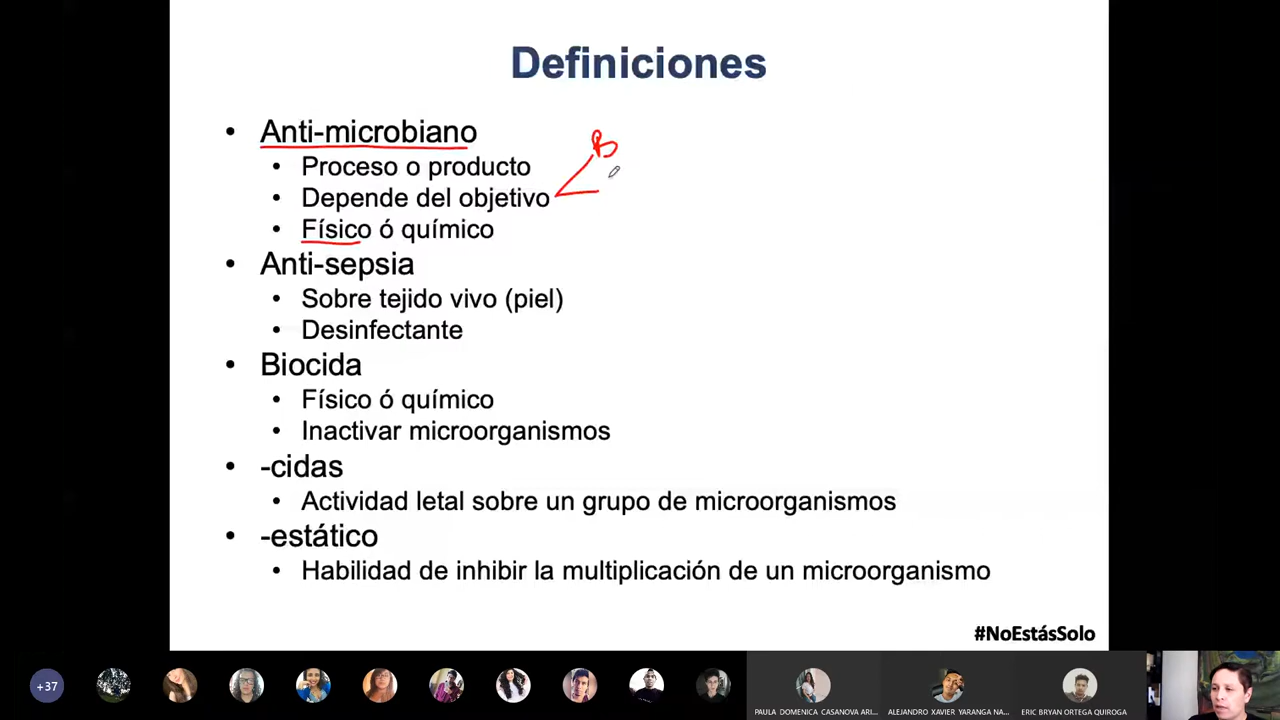 Definiciones
• Anti-microbiano
B
• Proceso o producto
• Depende del objetivo
• Físico ó químico
• Anti-sepsia
• Sobre tejido vivo (piel)
• Desinfectante
• Biocida
• Físico ó químico
• Inactivar microorganismos
• -cidas
• Actividad letal sobre un grupo de microorganismos
• -estático
• Habilidad de inhibir la multiplicación de un microorganismo
#NoEstásSolo
+37
PAULA DOMENICA CASANOVA ARI...
ALEJANDRO XAVIER YARANGA NA...
ERIC BRYAN ORTEGA QUIROGA